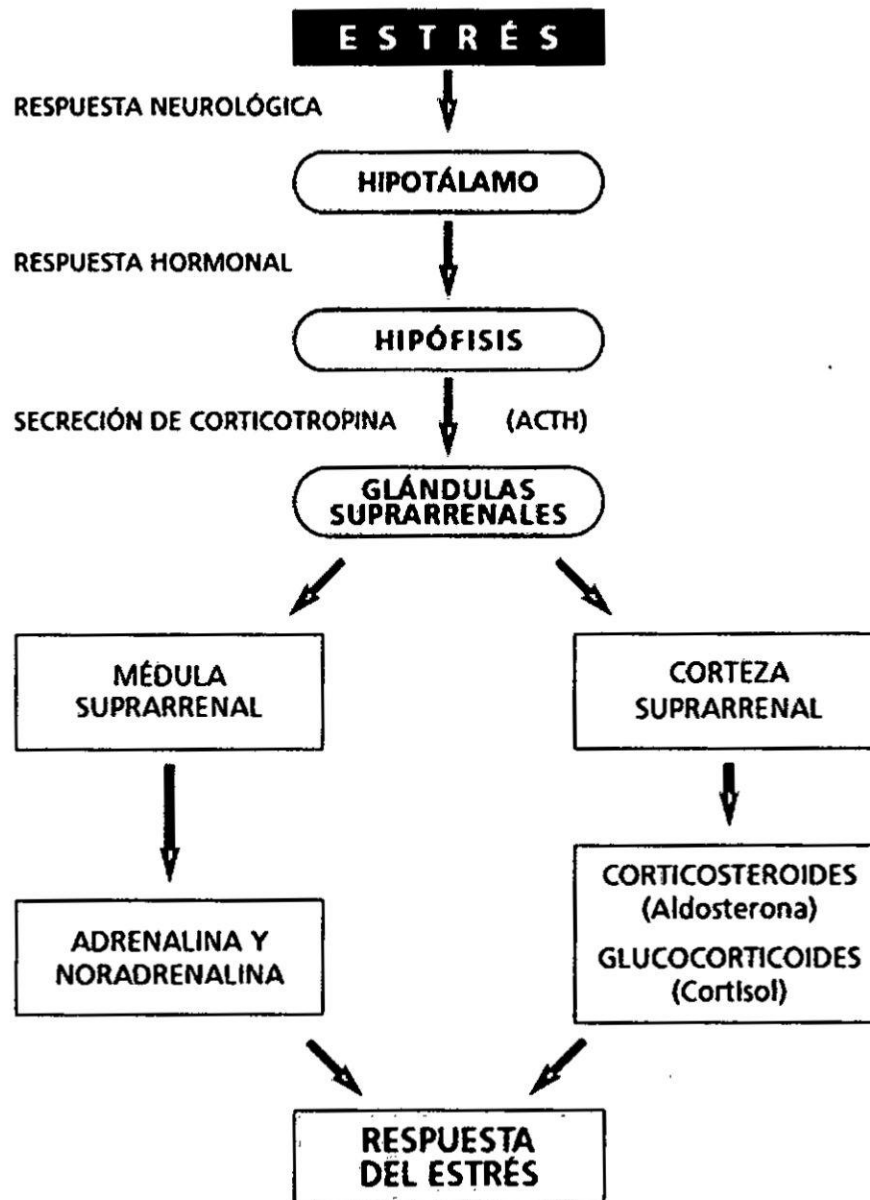 ESTRÉS
RESPUESTA NEUROLÓGICA
HIPOTÁLAMO
RESPUESTA HORMONAL
HIPÓFISIS
SECRECIÓN DE CORTICOTROPINA (ACTH)
GLÁNDULAS
SUPRARRENALES
MÉDULA
SUPRARRENAL
CORTEZA
SUPRARRENAL
ADRENALINA Y
NORADRENALINA
CORTICOSTEROIDES
(Aldosterona)
GLUCOCORTICOIDES
(Cortisol)
RESPUESTA
DEL ESTRÉS